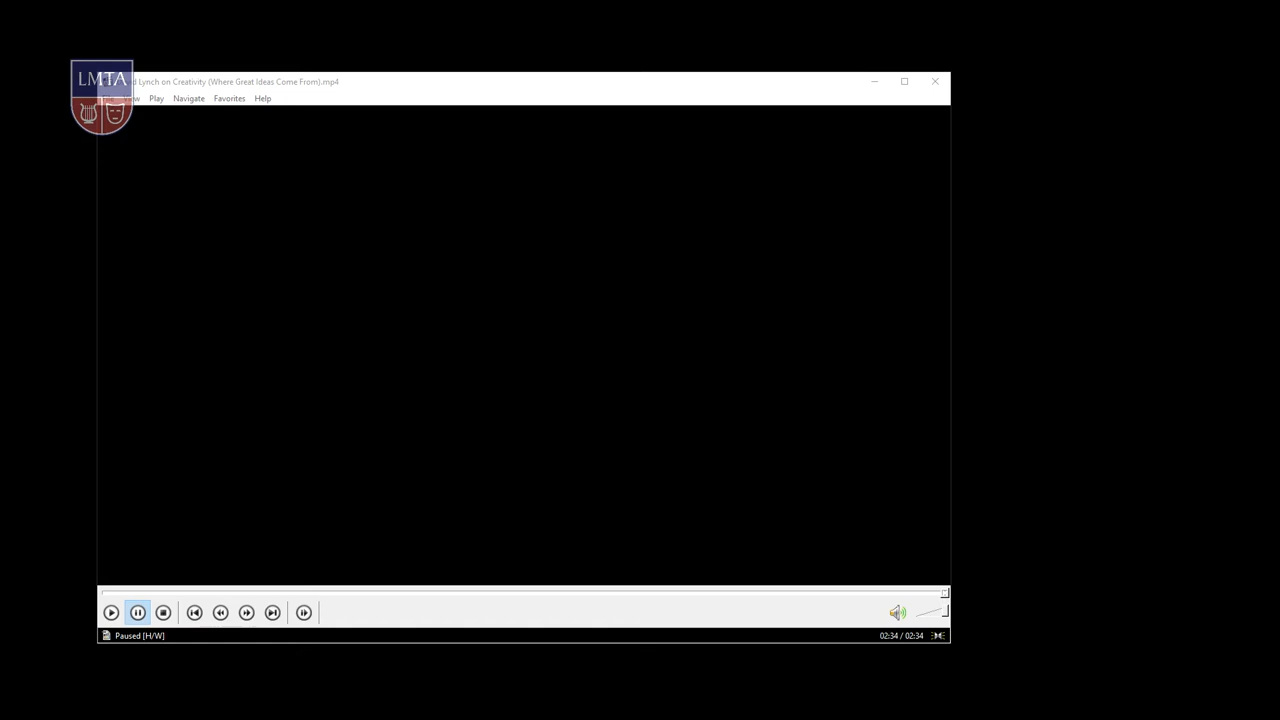 LMTA
Lynch on Creativity (Where Great Ideas Come From).mp4
Play Navigate Favorites Help
Paused [H/W]
02:34 / 02:34